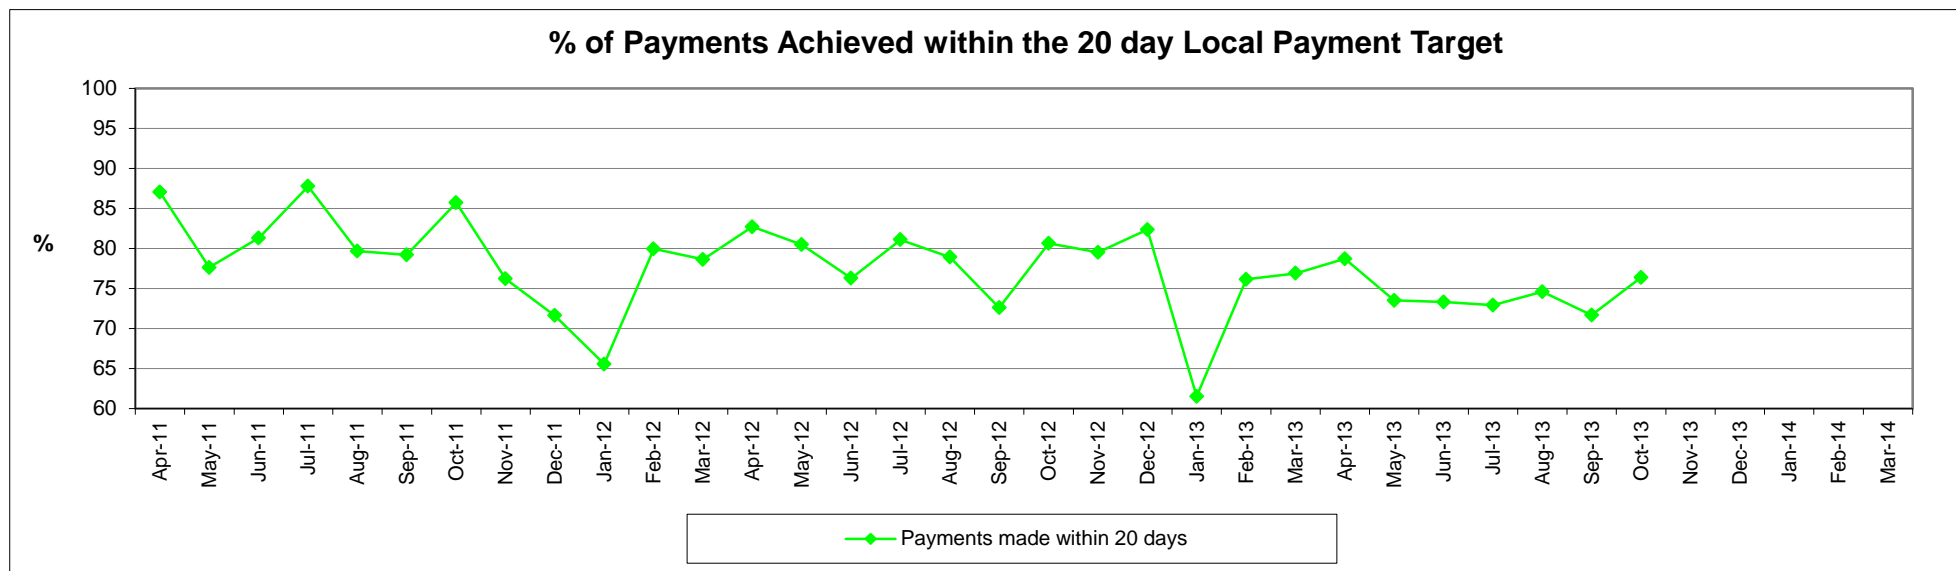 % of Payments Achieved within the 20 day Local Payment Target
100
95
90
85
80
75
70
65
60
%
Apr-11
May-11
Jun-11
Jul-11
Aug-11
Sep-11
Oct-11
Nov-11
Dec-11
Jan-12
Feb-12
Mar-12
Apr-12
May-12
Jun-12
Jul-12
Aug-12
Sep-12
Oct-12
Nov-12
Dec-12
Jan-13
Feb-13
Mar-13
Apr-13
May-13
Jun-13
Jul-13
Aug-13
Sep-13
Oct-13
Nov-13
Dec-13
Jan-14
Feb-14
Mar-14
Payments made within 20 days